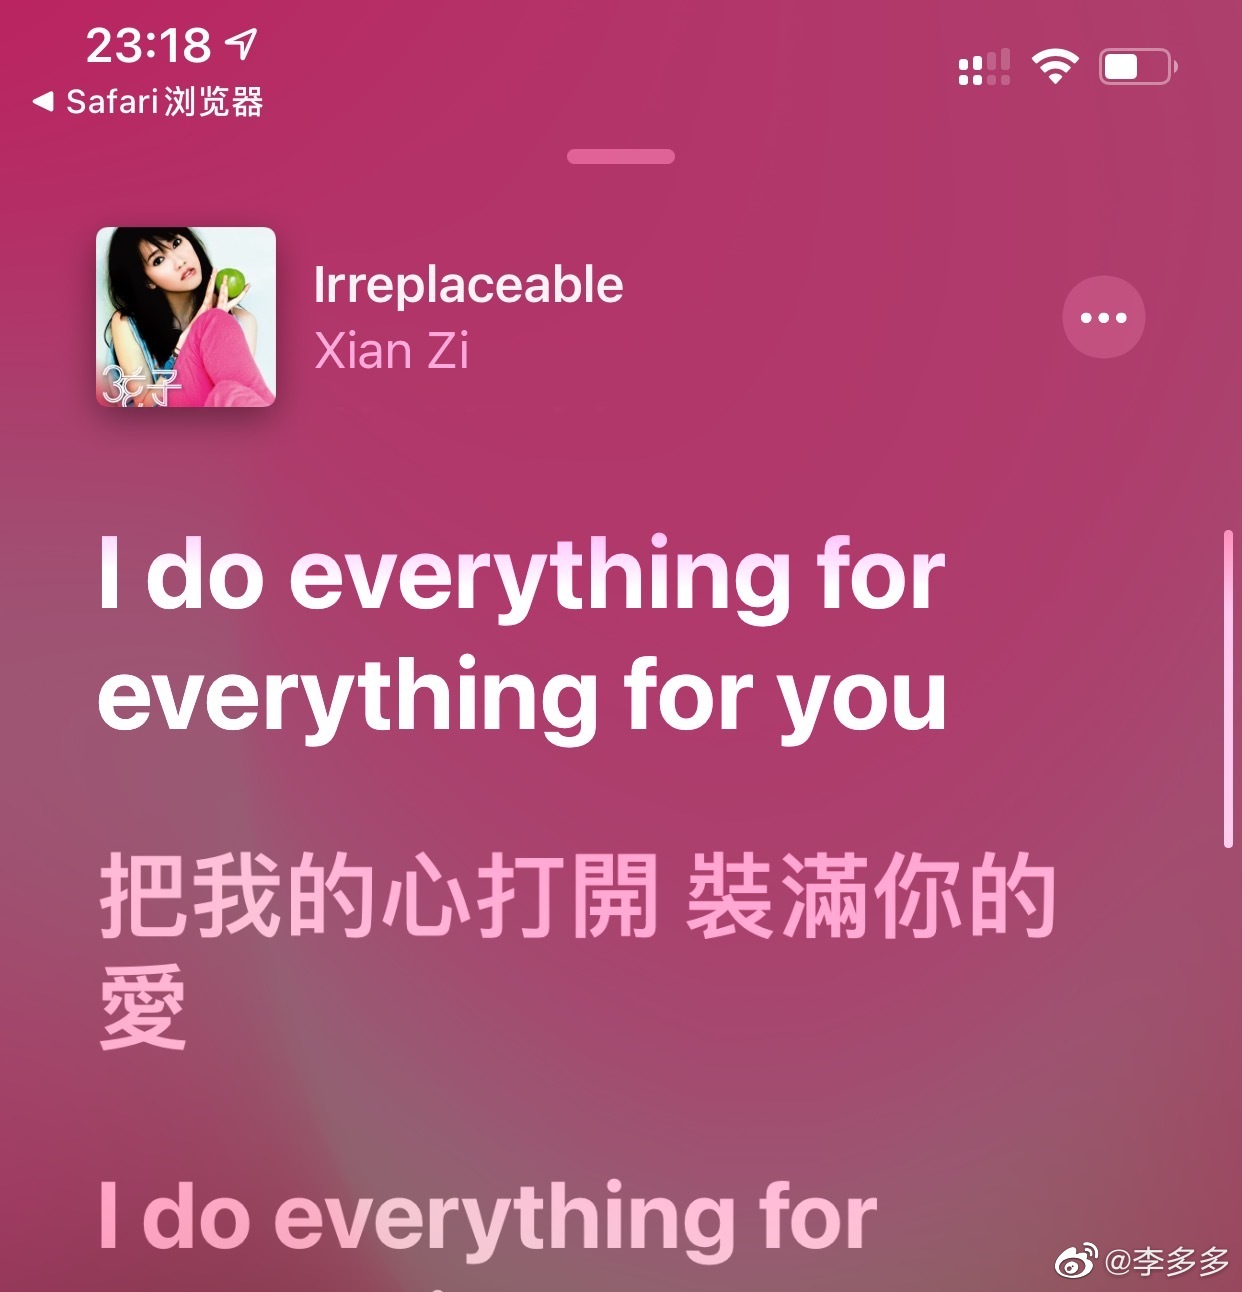 23:18
Safari浏览器
Irreplaceable
Xian Zi
弦子
I do everything for
everything for you
把我的心打開 裝滿你的
愛
I do everything for
@李多多